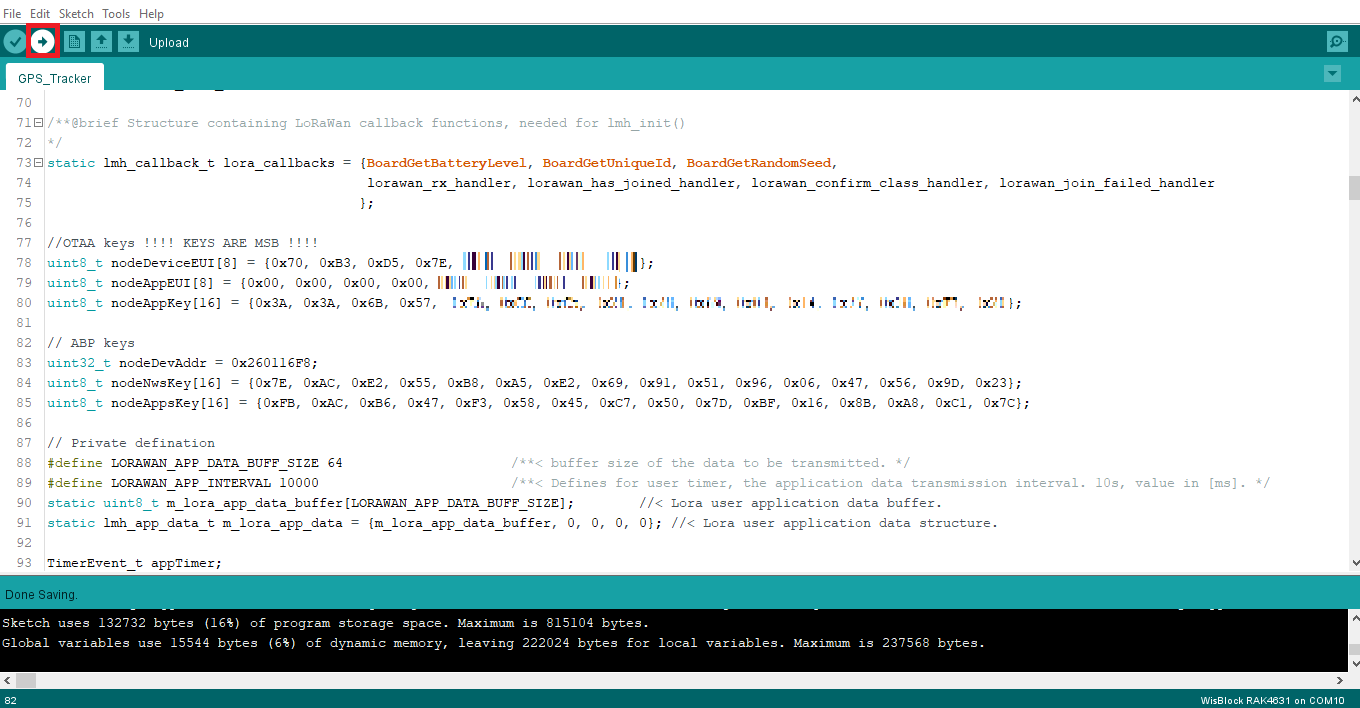 File Edit Sketch Tools Help
Upload
GPS_Tracker
70
71 /**@brief Structure containing LoRaWan callback functions, needed for lmh_init()
72 */
73 static lmh_callback_t lora_callbacks = {BoardGetBatteryLevel, BoardGetUniqueId, BoardGetRandomSeed,
74 lorawan_rx_handler, lorawan_has_joined_handler, lorawan_confirm_class_handler, lorawan_join_failed_handler
75 };
76
77 //OTAA keys !!!! KEYS ARE MSB !!!!
78 uint8_t nodeDeviceEUI[8] = {0x70, 0xB3, 0xD5, 0x7E, };
79 uint8_t nodeAppEUI[8] = {0x00, 0x00, 0x00, 0x00, };
80 uint8_t nodeAppKey[16] = {0x3A, 0x3A, 0x6B, 0x57, };
81
82 // ABP keys
83 uint32_t nodeDevAddr = 0x260116F8;
84 uint8_t nodeNwsKey[16] = {0x7E, 0xAC, 0xE2, 0x55, 0xB8, 0xA5, 0xE2, 0x69, 0x91, 0x51, 0x96, 0x06, 0x47, 0x56, 0x9D, 0x23};
85 uint8_t nodeAppsKey[16] = {0xFB, 0xAC, 0xB6, 0x47, 0xF3, 0x58, 0x45, 0xC7, 0x50, 0x7D, 0xBF, 0x16, 0x8B, 0xA8, 0xC1, 0x7C};
86
87 // Private defination
88 #define LORAWAN_APP_DATA_BUFF_SIZE 64 /**< buffer size of the data to be transmitted. */
89 #define LORAWAN_APP_INTERVAL 10000 /**< Defines for user timer, the application data transmission interval. 10s, value in [ms]. */
90 static uint8_t m_lora_app_data_buffer[LORAWAN_APP_DATA_BUFF_SIZE]; //< Lora user application data buffer.
91 static lmh_app_data_t m_lora_app_data = {m_lora_app_data_buffer, 0, 0, 0, 0}; //< Lora user application data structure.
92
93 TimerEvent_t appTimer;
Done Saving.
Sketch uses 132732 bytes (16%) of program storage space. Maximum is 815104 bytes.
Global variables use 15544 bytes (6%) of dynamic memory, leaving 222024 bytes for local variables. Maximum is 237568 bytes.
82 WisBlock RAK4631 on COM10